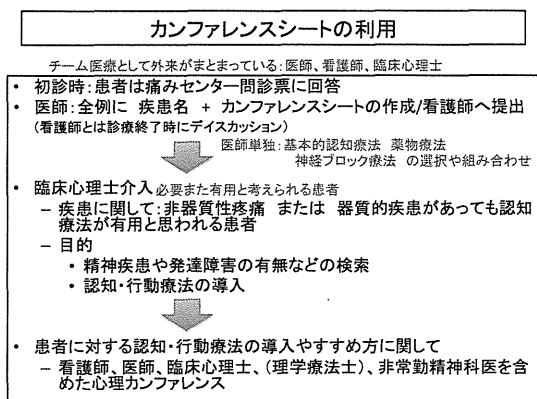 カンファレンスシートの利用
チーム医療として外来がまとまっている：医師、看護師、臨床心理士
• 初診時：患者は痛みセンター問診票に回答
• 医師：全例に 疾患名 + カンファレンスシートの作成/看護師へ提出
(看護師とは診療終了時にデイスカッション)
医師単独：基本的認知療法 薬物療法
神経ブロック療法 の選択や組み合わせ
• 臨床心理士介入 必要また有用と考えられる患者
– 疾患に関して：非器質性疼痛 または 器質的疾患があっても認知
療法が有用と思われる患者
– 目的
• 精神疾患や発達障害の有無などの検索
• 認知・行動療法の導入
• 患者に対する認知・行動療法の導入やすすめ方に関して
– 看護師、医師、臨床心理士、(理学療法士)、非常勤精神科医を含
めた心理カンファレンス